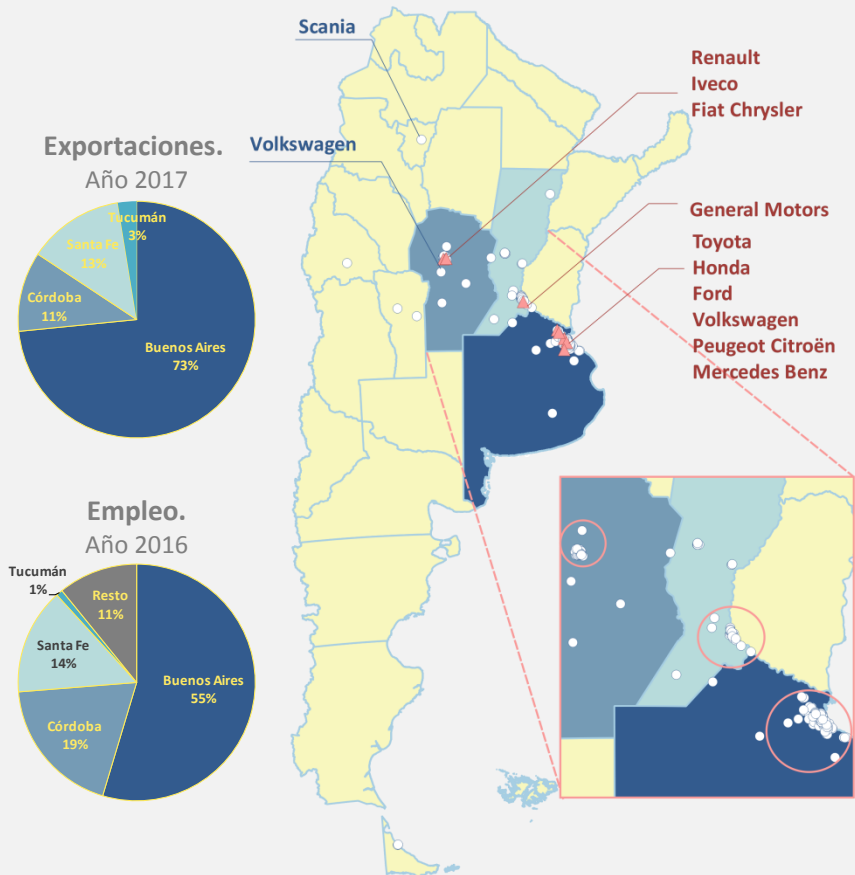 Scania
Volkswagen
Renault
Iveco
Fiat Chrysler
General Motors
Toyota
Honda
Ford
Volkswagen
Peugeot Citroën
Mercedes Benz
Exportaciones.
Año 2017
Tucumán
3%
Santa Fe
13%
Córdoba
11%
Buenos Aires
73%
Empleo.
Año 2016
Tucumán
1%
Resto
11%
Santa Fe
14%
Buenos Aires
55%
Córdoba
19%